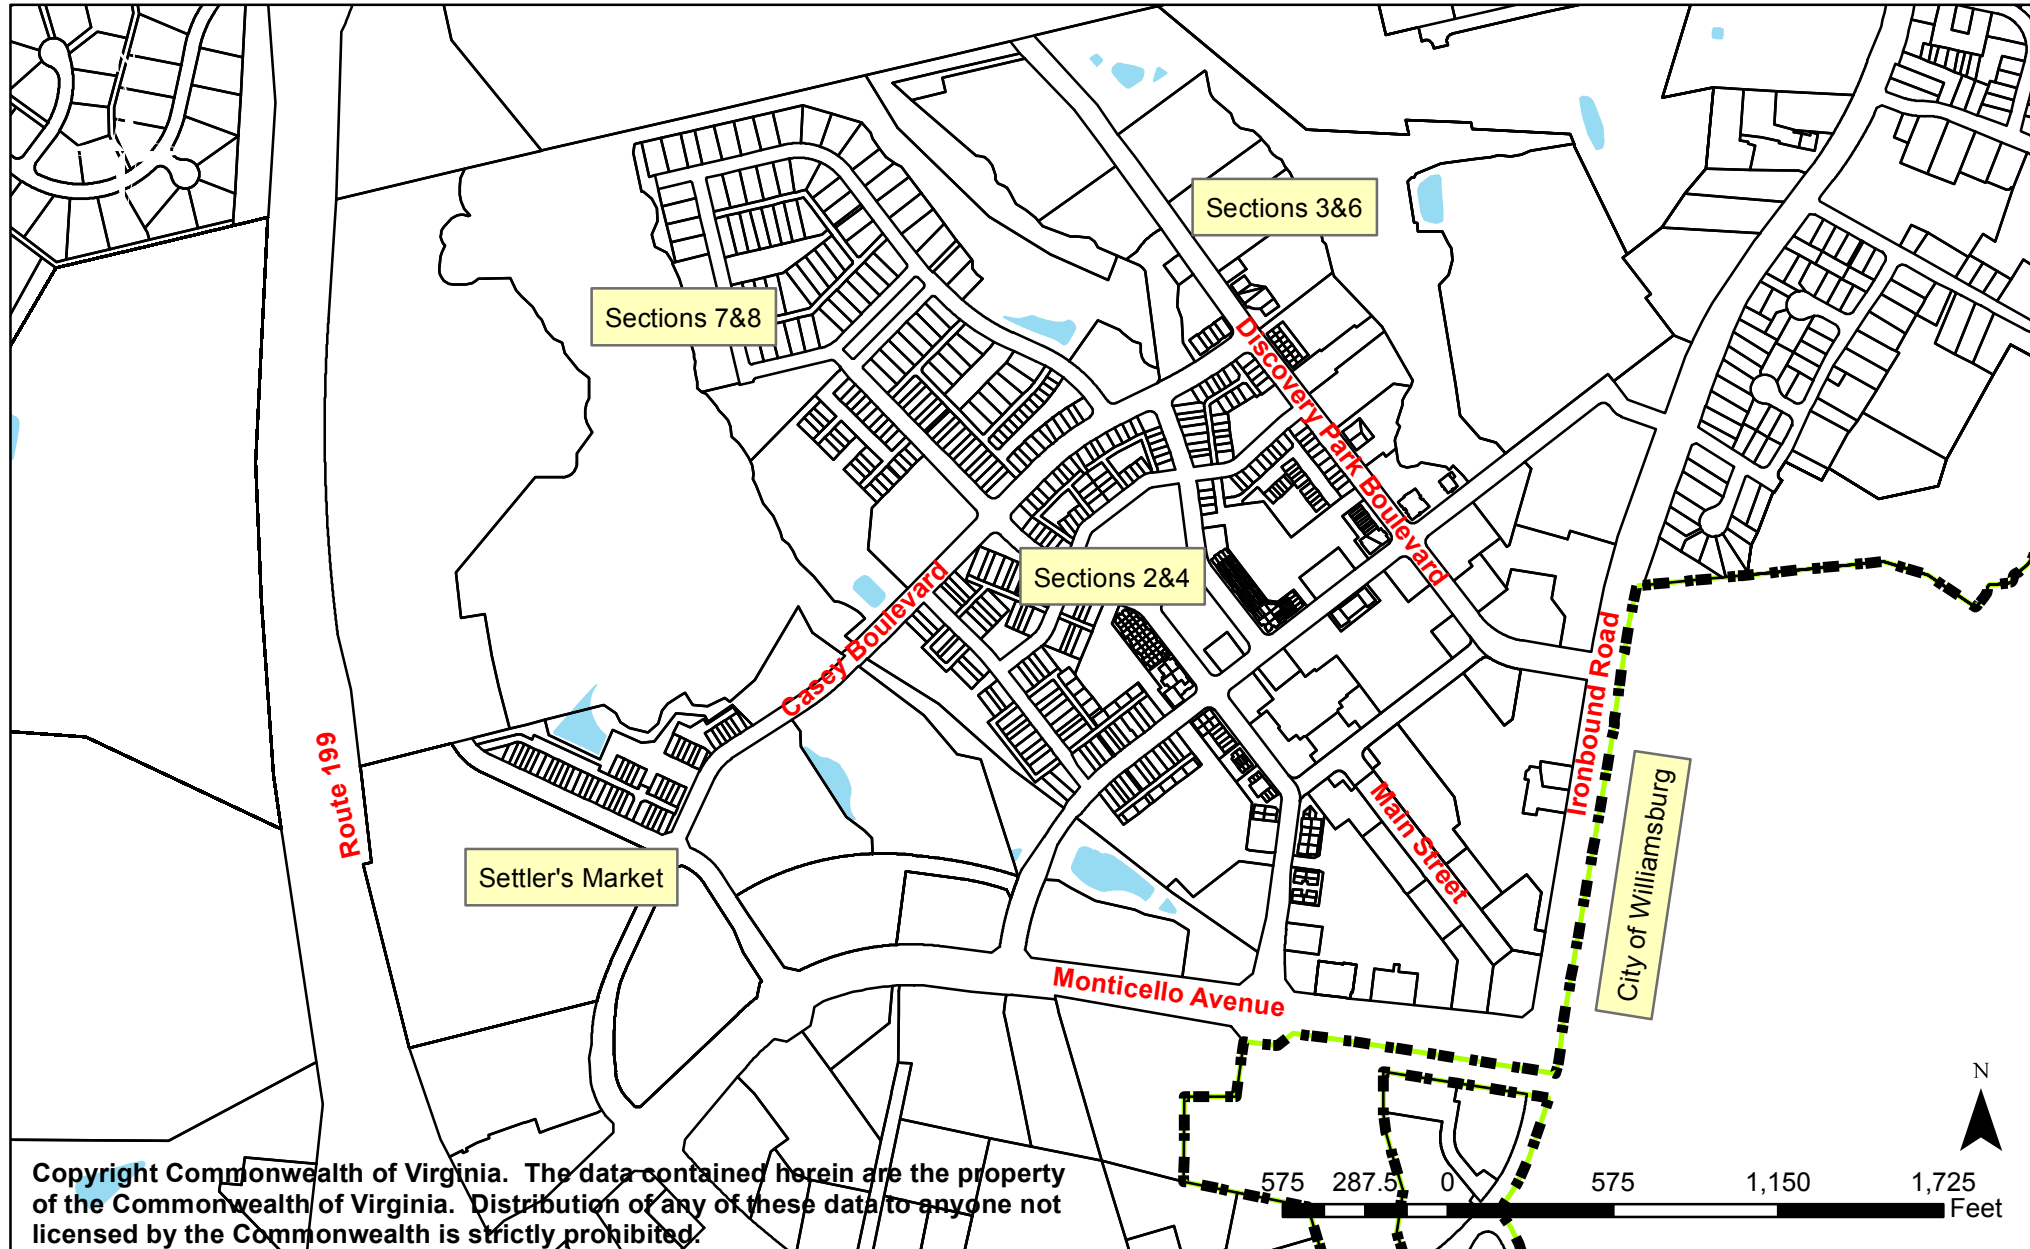 Sections 3&6
Sections 7&8
Discovery Park Boulevard
Sections 2&4
Casey Boulevard
Ironbound Road
Route 199
Main Street
City of Williamsburg
Settler's Market
Monticello Avenue
N
Copyright Commonwealth of Virginia.  The data contained herein are the property
of the Commonwealth of Virginia.  Distribution of any of these data to anyone not
licensed by the Commonwealth is strictly prohibited.
575 287.5 0 575 1,150 1,725
Feet